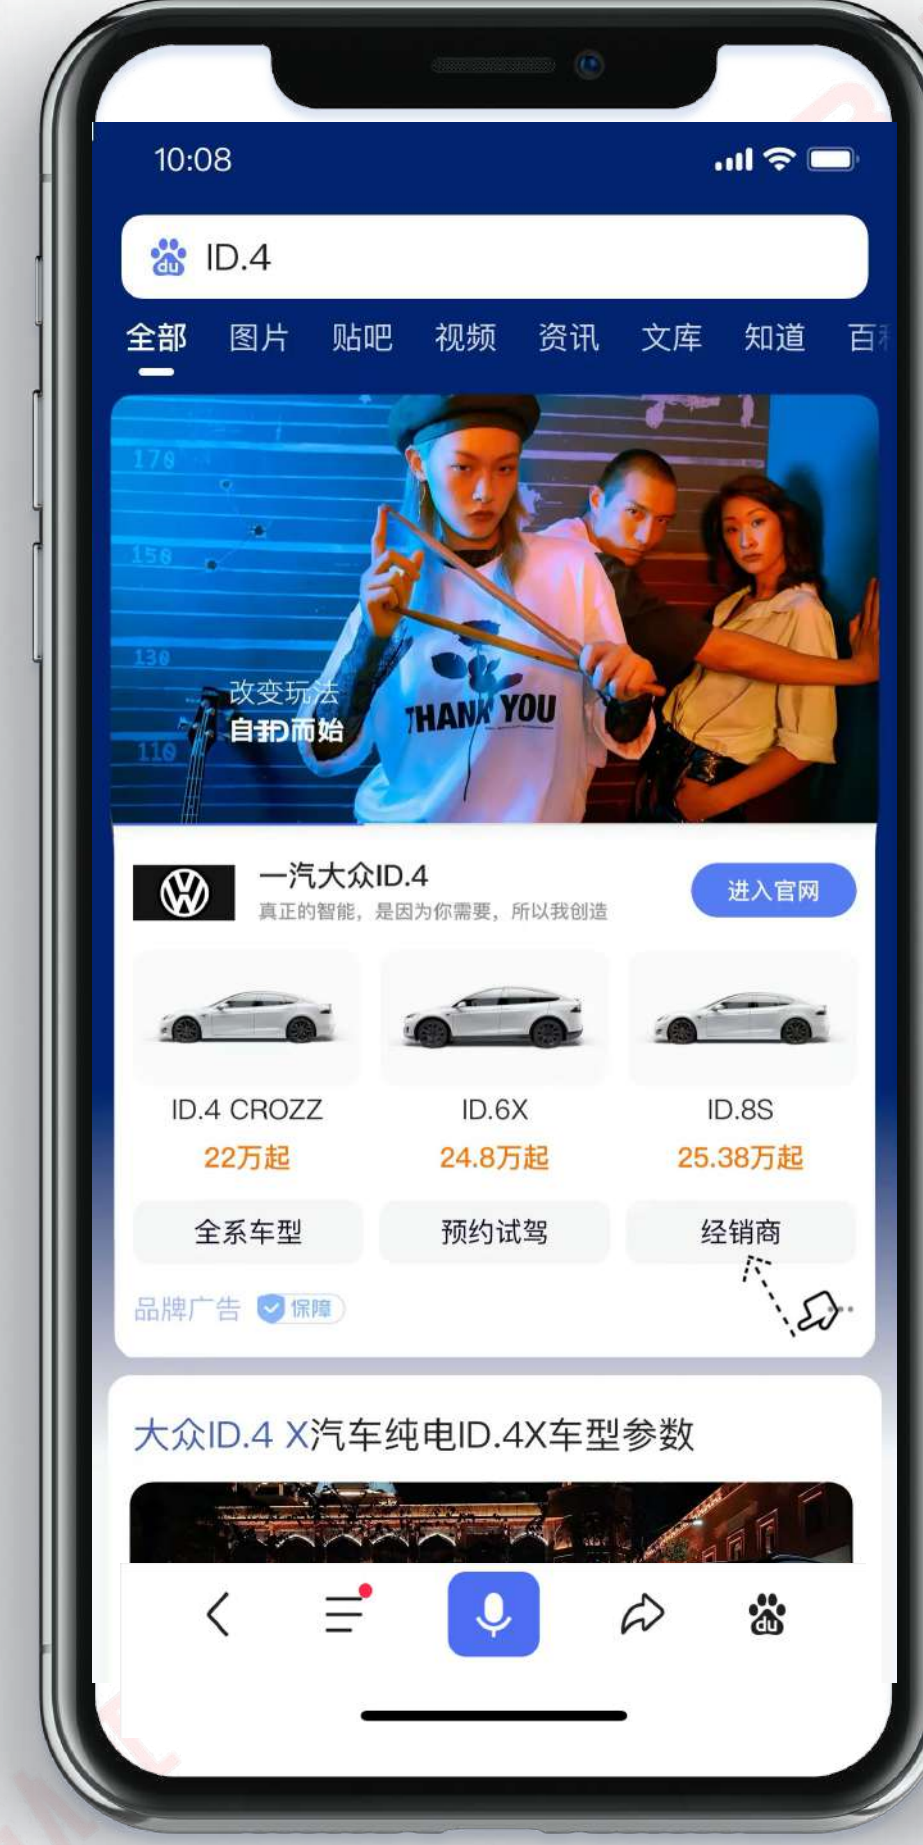 10:08
du ID.4
全部 图片 贴吧 视频 资讯 文库 知道 百
170
150
130
110
改变玩法
自我而始
THANK YOU
一汽大众ID.4
真正的智能，是因为你需要，所以我创造
进入官网
ID.4 CROZZ ID.6X ID.8S
22万起 24.8万起 25.38万起
全系车型 预约试驾 经销商
品牌广告 保障
大众ID.4 X汽车纯电ID.4X车型参数
du